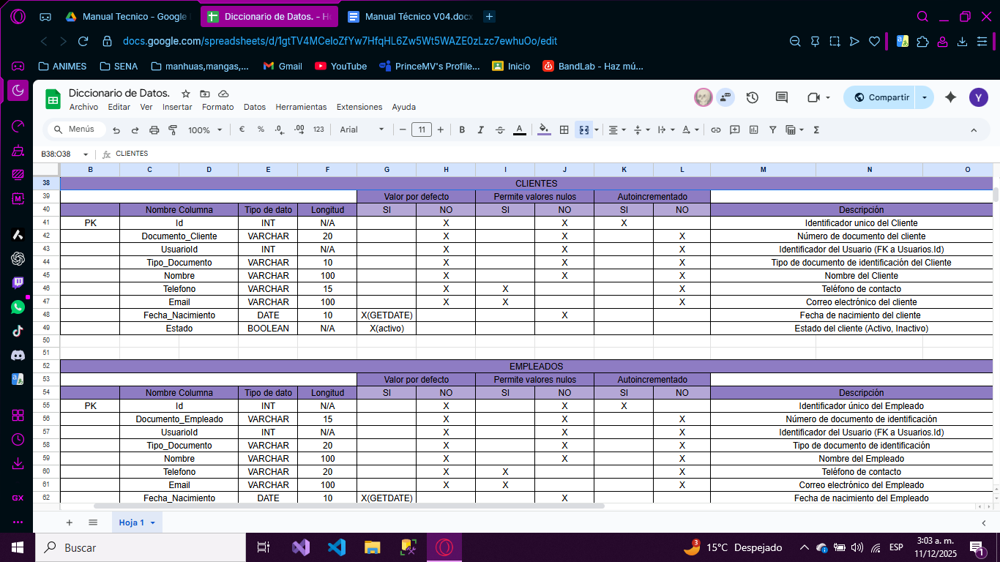 Manual Tecnico - Google
Diccionario de Datos. - H
Manual Técnico V04.docx
docs.google.com/spreadsheets/d/1gtTV4MCeloZfYw7HfqHL6Zw5Wt5WAZE0zLzc7ewhuOo/edit
ANIMES SENA manhuas,mangas,... Gmail YouTube PrinceMV's Profile... Inicio BandLab - Haz mú...
Diccionario de Datos.
Archivo Editar Ver Insertar Formato Datos Herramientas Extensiones Ayuda
Compartir
Y
Menús 100% € % .0 .00 123 Arial 11 B I A
B38:O38 fx CLIENTES
B C D E F G H I J K L M N O
38 CLIENTES
39 Valor por defecto Permite valores nulos Autoincrementado
40 Nombre Columna Tipo de dato Longitud SI NO SI NO SI NO Descripción
41 PK Id INT N/A X X X Identificador unico del Cliente
42 Documento_Cliente VARCHAR 20 X X X Número de documento del cliente
43 UsuarioId INT N/A X X X Identificador del Usuario (FK a Usuarios.Id)
44 Tipo_Documento VARCHAR 10 X X X Tipo de documento de identificación del Cliente
45 Nombre VARCHAR 100 X X X Nombre del Cliente
46 Telefono VARCHAR 15 X X X Teléfono de contacto
47 Email VARCHAR 100 X X X Correo electrónico del cliente
48 Fecha_Nacimiento DATE 10 X(GETDATE) X Fecha de nacimiento del cliente
49 Estado BOOLEAN N/A X(activo) Estado del cliente (Activo, Inactivo)
50
51
52 EMPLEADOS
53 Valor por defecto Permite valores nulos Autoincrementado
54 Nombre Columna Tipo de dato Longitud SI NO SI NO SI NO Descripción
55 PK Id INT N/A X X X Identificador único del Empleado
56 Documento_Empleado VARCHAR 15 X X X Número de documento de identificación
57 UsuarioId INT N/A X X X Identificador del Usuario (FK a Usuarios.Id)
58 Tipo_Documento VARCHAR 20 X X X Tipo de documento de identificación
59 Nombre VARCHAR 100 X X X Nombre del Empleado
60 Telefono VARCHAR 20 X X X Teléfono de contacto
61 Email VARCHAR 100 X X X Correo electrónico del Empleado
62 Fecha_Nacimiento DATE 10 X(GETDATE) X Fecha de nacimiento del Empleado
GX
Hoja 1
Buscar
3
15°C Despejado
ESP
3:03 a. m.
11/12/2025
1